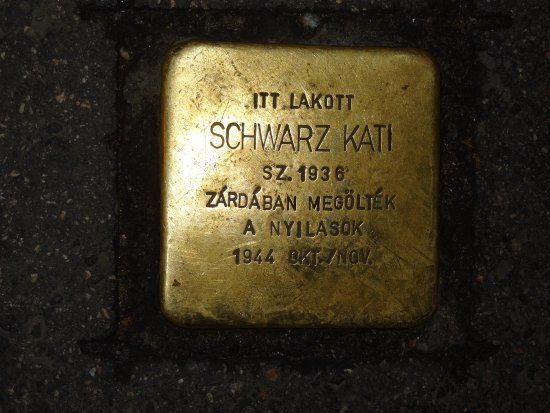 ITT LAKOTT
SCHWARZ KATI
SZ. 1936
ZÁRDÁBAN MEGÖLTÉK
A NYILASOK
1944 OKT./NOV.